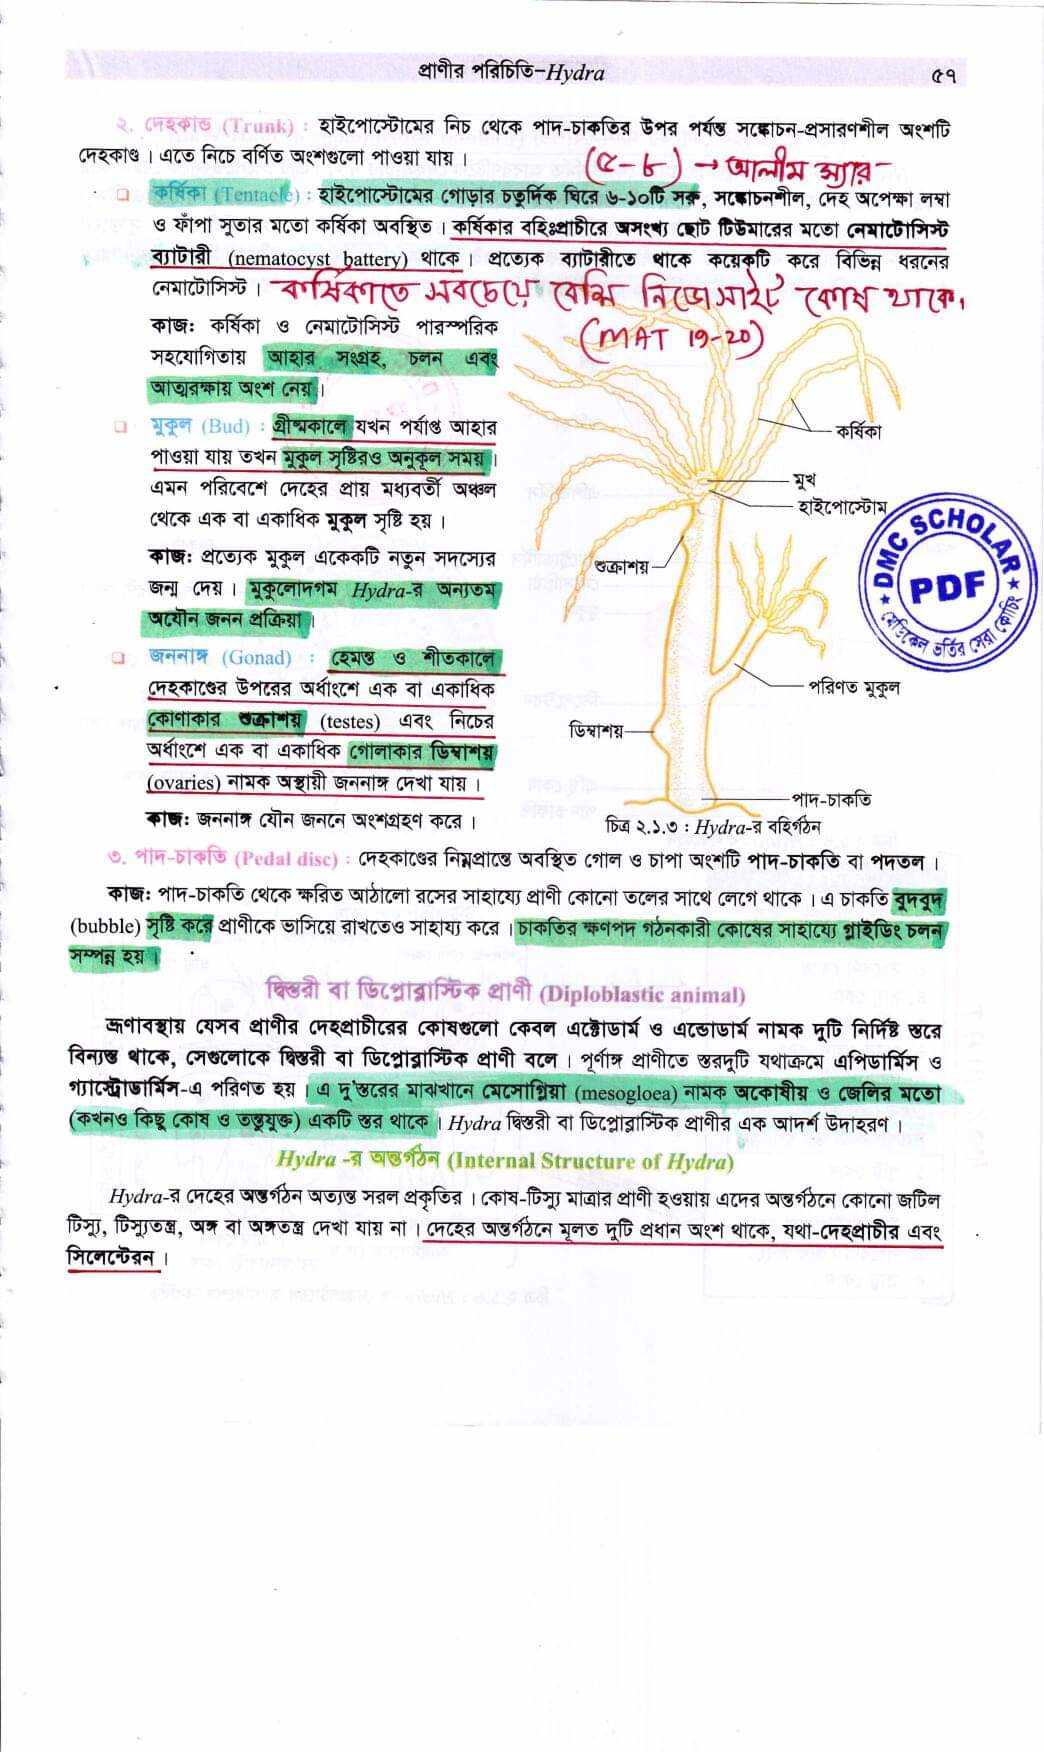 প্রাণীর পরিচিতি–Hydra
৫৭
২. দেহকান্ড (Trunk) : হাইপোস্টোমের নিচ থেকে পাদ-চাকতির উপর পর্যন্ত সঙ্কোচন-প্রসারণশীল অংশটি
দেহকাণ্ড । এতে নিচে বর্ণিত অংশগুলো পাওয়া যায় ।
(৫-৮) → আলীম স্যার
কর্ষিকা (Tentacle) : হাইপোস্টোমের গোড়ার চতুর্দিক ঘিরে ৬-১০টি সরু, সঙ্কোচনশীল, দেহ অপেক্ষা লম্বা
ও ফাঁপা সুতার মতো কর্ষিকা অবস্থিত । কর্ষিকার বহিঃপ্রাচীরে অসংখ্য ছোট টিউমারের মতো নেমাটোসিস্ট
ব্যাটারী (nematocyst battery) থাকে । প্রত্যেক ব্যাটারীতে থাকে কয়েকটি করে বিভিন্ন ধরনের
নেমাটোসিস্ট ।
কর্ষিকাতে সবচেয়ে বেশি নিডোসাইট কোষ থাকে।
(MAT 19-20)
কাজ: কর্ষিকা ও নেমাটোসিস্ট পারস্পরিক
সহযোগিতায় আহার সংগ্রহ, চলন এবং
আত্মরক্ষায় অংশ নেয় ।
মুকুল (Bud) : গ্রীষ্মকালে যখন পর্যাপ্ত আহার
পাওয়া যায় তখন মুকুল সৃষ্টিরও অনুকূল সময় ।
এমন পরিবেশে দেহের প্রায় মধ্যবর্তী অঞ্চল
থেকে এক বা একাধিক মুকুল সৃষ্টি হয় ।
কাজ: প্রত্যেক মুকুল একেকটি নতুন সদস্যের
জন্ম দেয় । মুকুলোদগম Hydra-র অন্যতম
অযৌন জনন প্রক্রিয়া ।
জননাঙ্গ (Gonad) : হেমন্ত ও শীতকালে
দেহকাণ্ডের উপরের অর্ধাংশে এক বা একাধিক
কোণাকার শুক্রাশয় (testes) এবং নিচের
অর্ধাংশে এক বা একাধিক গোলাকার ডিম্বাশয়
(ovaries) নামক অস্থায়ী জননাঙ্গ দেখা যায় ।
কাজ: জননাঙ্গ যৌন জননে অংশগ্রহণ করে ।
কর্ষিকা
মুখ
হাইপোস্টোম
শুক্রাশয়
পরিণত মুকুল
ডিম্বাশয়
পাদ-চাকতি
চিত্র ২.১.৩ : Hydra-র বহির্গঠন
DMC SCHOLAR
PDF
মেডিকেল ভর্তির সেরা কোচিং
৩. পাদ-চাকতি (Pedal disc) : দেহকাণ্ডের নিম্নপ্রান্তে অবস্থিত গোল ও চাপা অংশটি পাদ-চাকতি বা পদতল ।
কাজ: পাদ-চাকতি থেকে ক্ষরিত আঠালো রসের সাহায্যে প্রাণী কোনো তলের সাথে লেগে থাকে । এ চাকতি বুদবুদ
(bubble) সৃষ্টি করে প্রাণীকে ভাসিয়ে রাখতেও সাহায্য করে । চাকতির ক্ষণপদ গঠনকারী কোষের সাহায্যে গ্লাইডিং চলন
সম্পন্ন হয় ।
দ্বিস্তরী বা ডিপ্লোব্লাস্টিক প্রাণী (Diploblastic animal)
ভ্রূণাবস্থায় যেসব প্রাণীর দেহপ্রাচীরের কোষগুলো কেবল এক্টোডার্ম ও এন্ডোডার্ম নামক দুটি নির্দিষ্ট স্তরে
বিন্যস্ত থাকে, সেগুলোকে দ্বিস্তরী বা ডিপ্লোব্লাস্টিক প্রাণী বলে । পূর্ণাঙ্গ প্রাণীতে স্তরদুটি যথাক্রমে এপিডার্মিস ও
গ্যাস্ট্রোডার্মিস-এ পরিণত হয় । এ দু'স্তরের মাঝখানে মেসোগ্লিয়া (mesogloea) নামক অকোষীয় ও জেলির মতো
(কখনও কিছু কোষ ও তন্তুযুক্ত) একটি স্তর থাকে । Hydra দ্বিস্তরী বা ডিপ্লোব্লাস্টিক প্রাণীর এক আদর্শ উদাহরণ ।
Hydra -র অন্তর্গঠন (Internal Structure of Hydra)
Hydra-র দেহের অন্তর্গঠন অত্যন্ত সরল প্রকৃতির । কোষ-টিস্যু মাত্রার প্রাণী হওয়ায় এদের অন্তর্গঠনে কোনো জটিল
টিস্যু, টিস্যুতন্ত্র, অঙ্গ বা অঙ্গতন্ত্র দেখা যায় না । দেহের অন্তর্গঠনে মূলত দুটি প্রধান অংশ থাকে, যথা-দেহপ্রাচীর এবং
সিলেন্টেরন ।